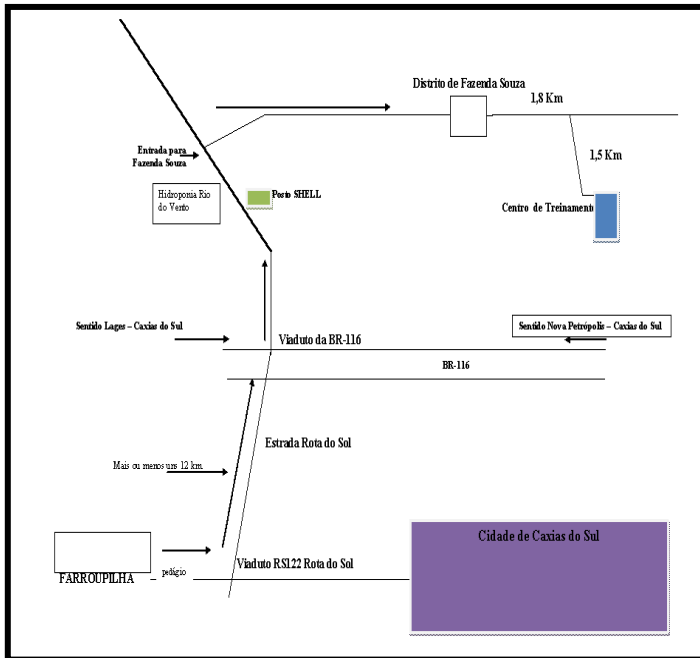 Distrito de Fazenda Souza
1,8 Km
Entrada para
Fazenda Souza
1,5 Km
Hidroponia Rio
do Vento
Posto SHELL
Centro de Treinamento
Sentido Lages – Caxias do Sul
Viaduto da BR-116
Sentido Nova Petrópolis – Caxias do Sul
BR-116
Estrada Rota do Sol
Mais ou menos uns 12 km.
Cidade de Caxias do Sul
Viaduto RS122 Rota do Sol
FARROUPILHA
pedágio